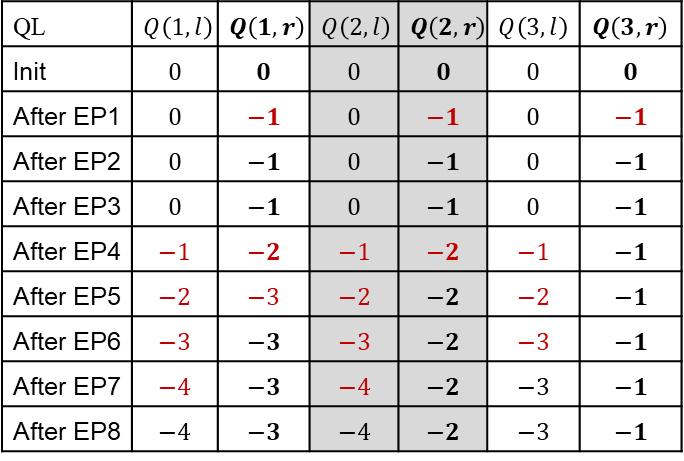 QL Q(1, l) Q(1, r) Q(2, l) Q(2, r) Q(3, l) Q(3, r)
Init 0 0 0 0 0 0
After EP1 0 −1 0 −1 0 −1
After EP2 0 −1 0 −1 0 −1
After EP3 0 −1 0 −1 0 −1
After EP4 −1 −2 −1 −2 −1 −1
After EP5 −2 −3 −2 −2 −2 −1
After EP6 −3 −3 −3 −2 −3 −1
After EP7 −4 −3 −4 −2 −3 −1
After EP8 −4 −3 −4 −2 −3 −1